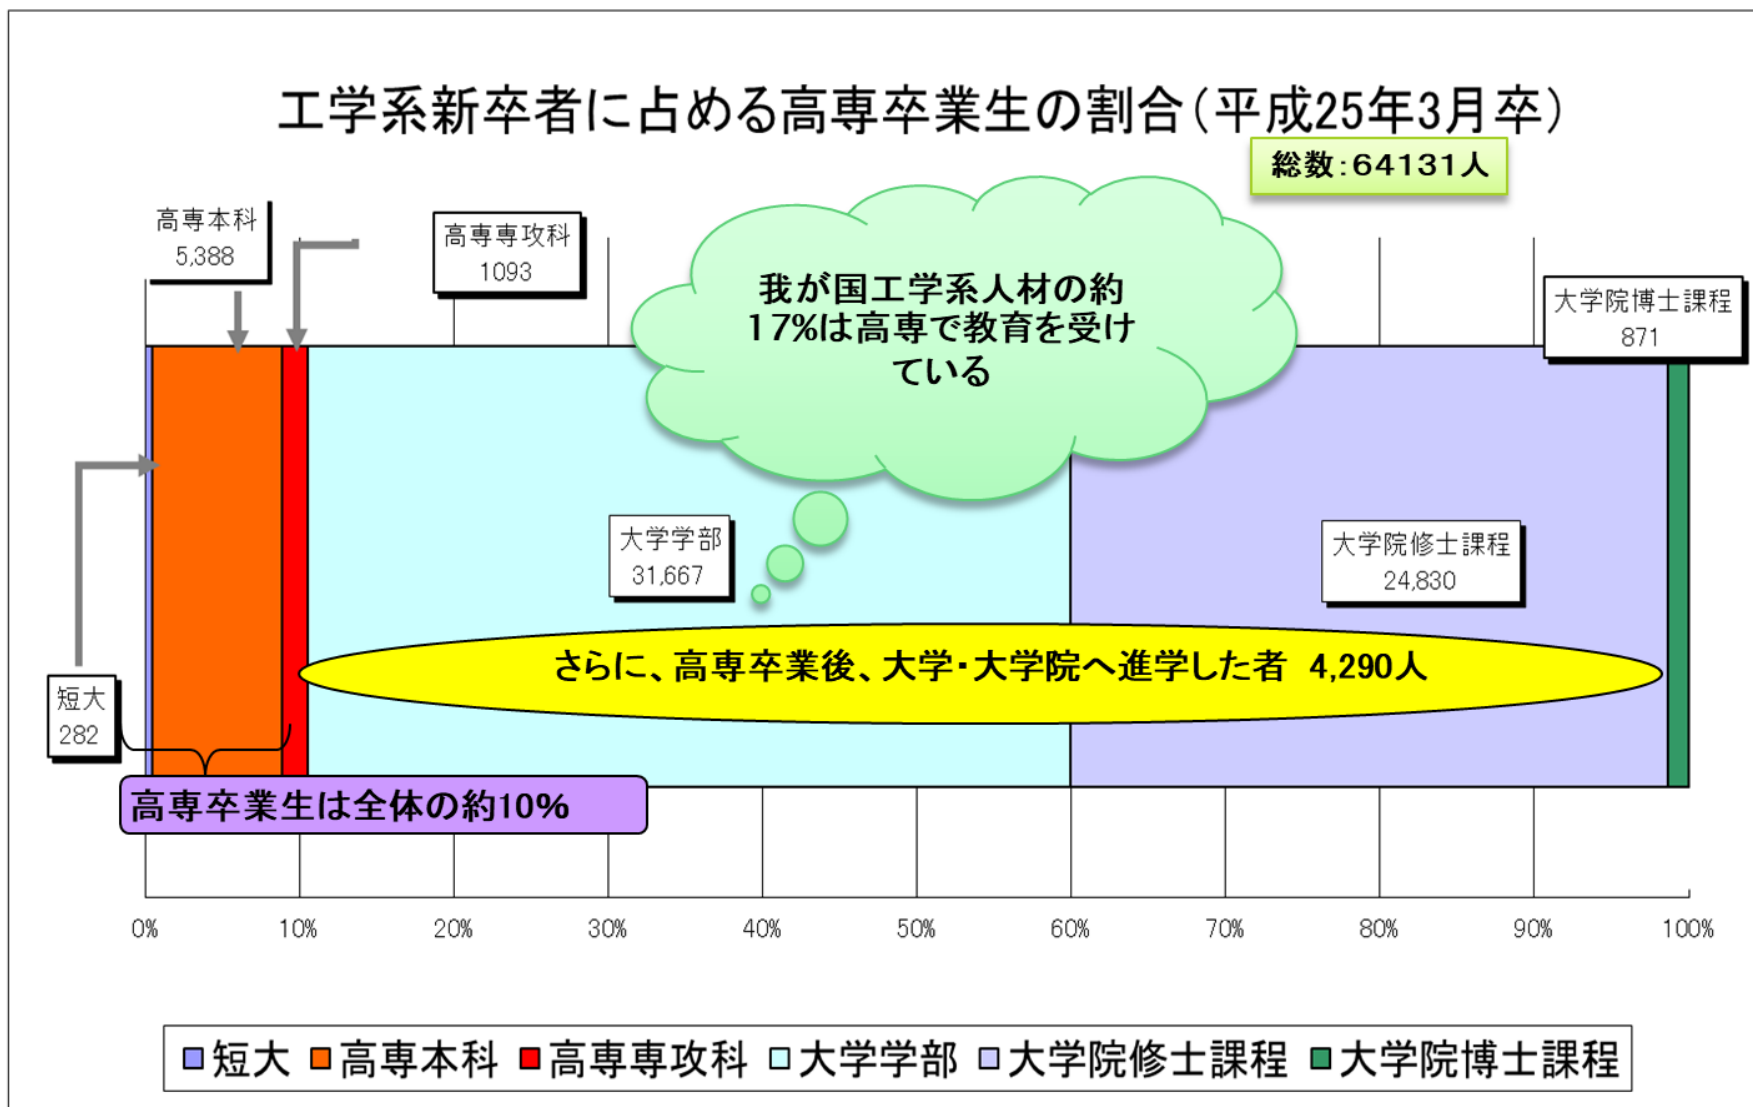 工学系新卒者に占める高専卒業生の割合(平成25年3月卒)
総数:64131人
高専本科
5,388
高専専攻科
1093
我が国工学系人材の約
17%は高専で教育を受け
ている
大学院博士課程
871
大学学部
31,667
大学院修士課程
24,830
さらに、高専卒業後、大学・大学院へ進学した者 4,290人
短大
282
高専卒業生は全体の約10%
0% 10% 20% 30% 40% 50% 60% 70% 80% 90% 100%
短大 高専本科 高専専攻科 大学学部 大学院修士課程 大学院博士課程